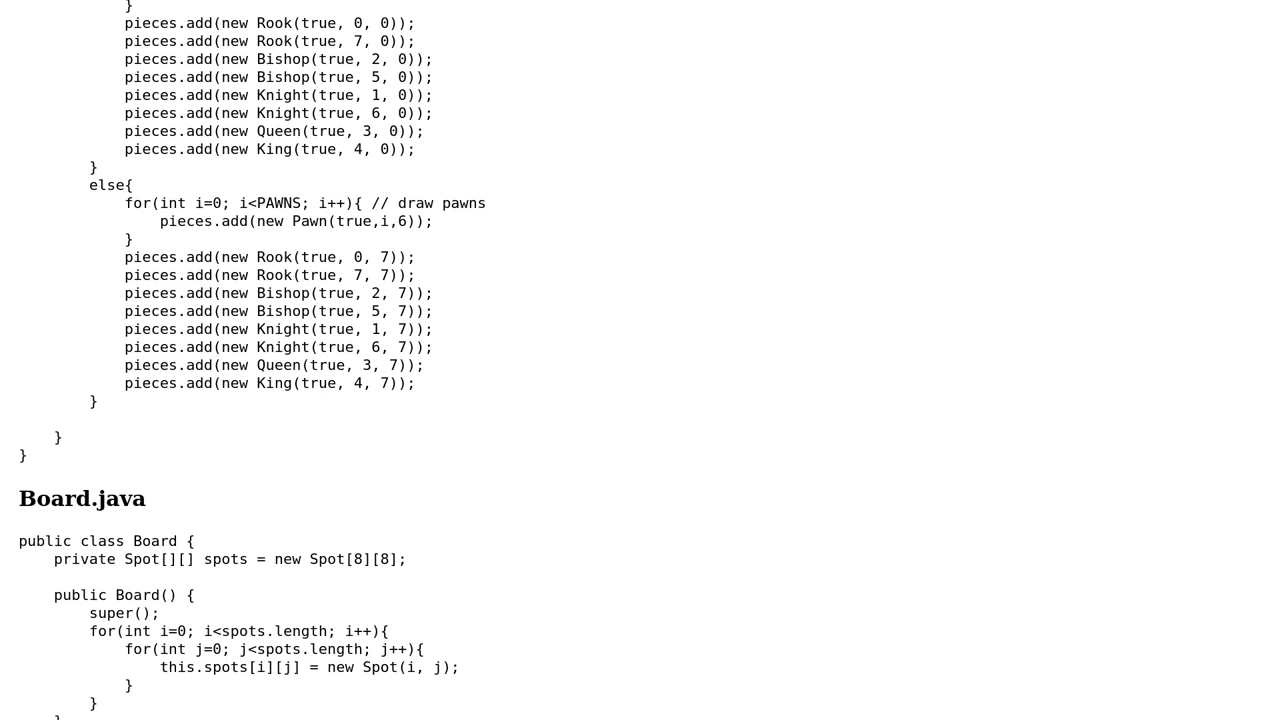 }
pieces.add(new Rook(true, 0, 0));
pieces.add(new Rook(true, 7, 0));
pieces.add(new Bishop(true, 2, 0));
pieces.add(new Bishop(true, 5, 0));
pieces.add(new Knight(true, 1, 0));
pieces.add(new Knight(true, 6, 0));
pieces.add(new Queen(true, 3, 0));
pieces.add(new King(true, 4, 0));
}
else{
for(int i=0; i<PAWNS; i++){ // draw pawns
pieces.add(new Pawn(true,i,6));
}
pieces.add(new Rook(true, 0, 7));
pieces.add(new Rook(true, 7, 7));
pieces.add(new Bishop(true, 2, 7));
pieces.add(new Bishop(true, 5, 7));
pieces.add(new Knight(true, 1, 7));
pieces.add(new Knight(true, 6, 7));
pieces.add(new Queen(true, 3, 7));
pieces.add(new King(true, 4, 7));
}
}
}
Board.java
public class Board {
private Spot[][] spots = new Spot[8][8];
public Board() {
super();
for(int i=0; i<spots.length; i++){
for(int j=0; j<spots.length; j++){
this.spots[i][j] = new Spot(i, j);
}
}
}